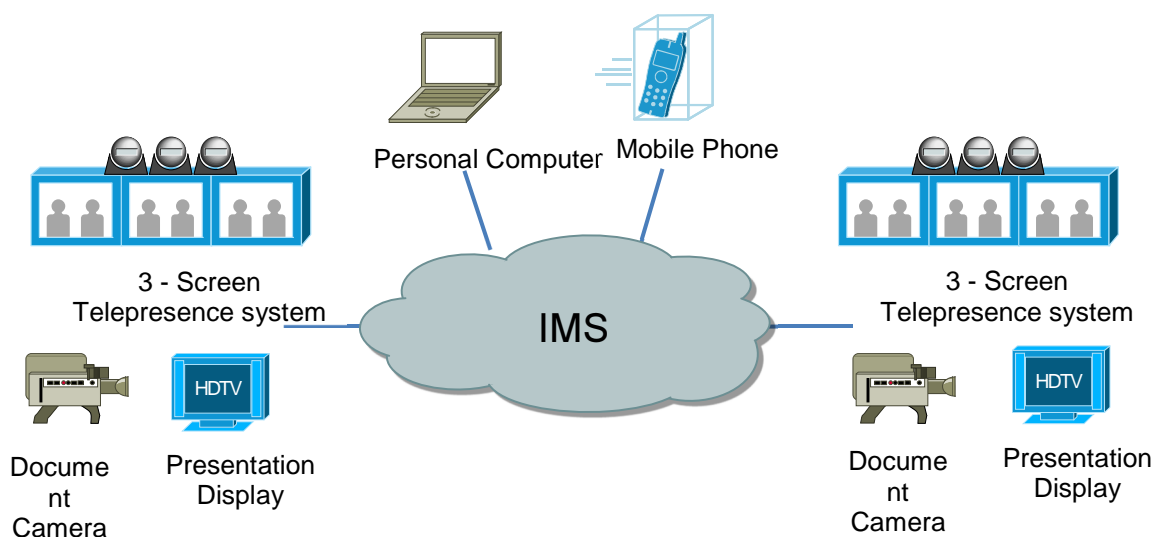 Personal Computer
Mobile Phone
3 - Screen
Telepresence system
3 - Screen
Telepresence system
IMS
HDTV
HDTV
Docume
nt
Camera
Presentation
Display
Docume
nt
Camera
Presentation
Display